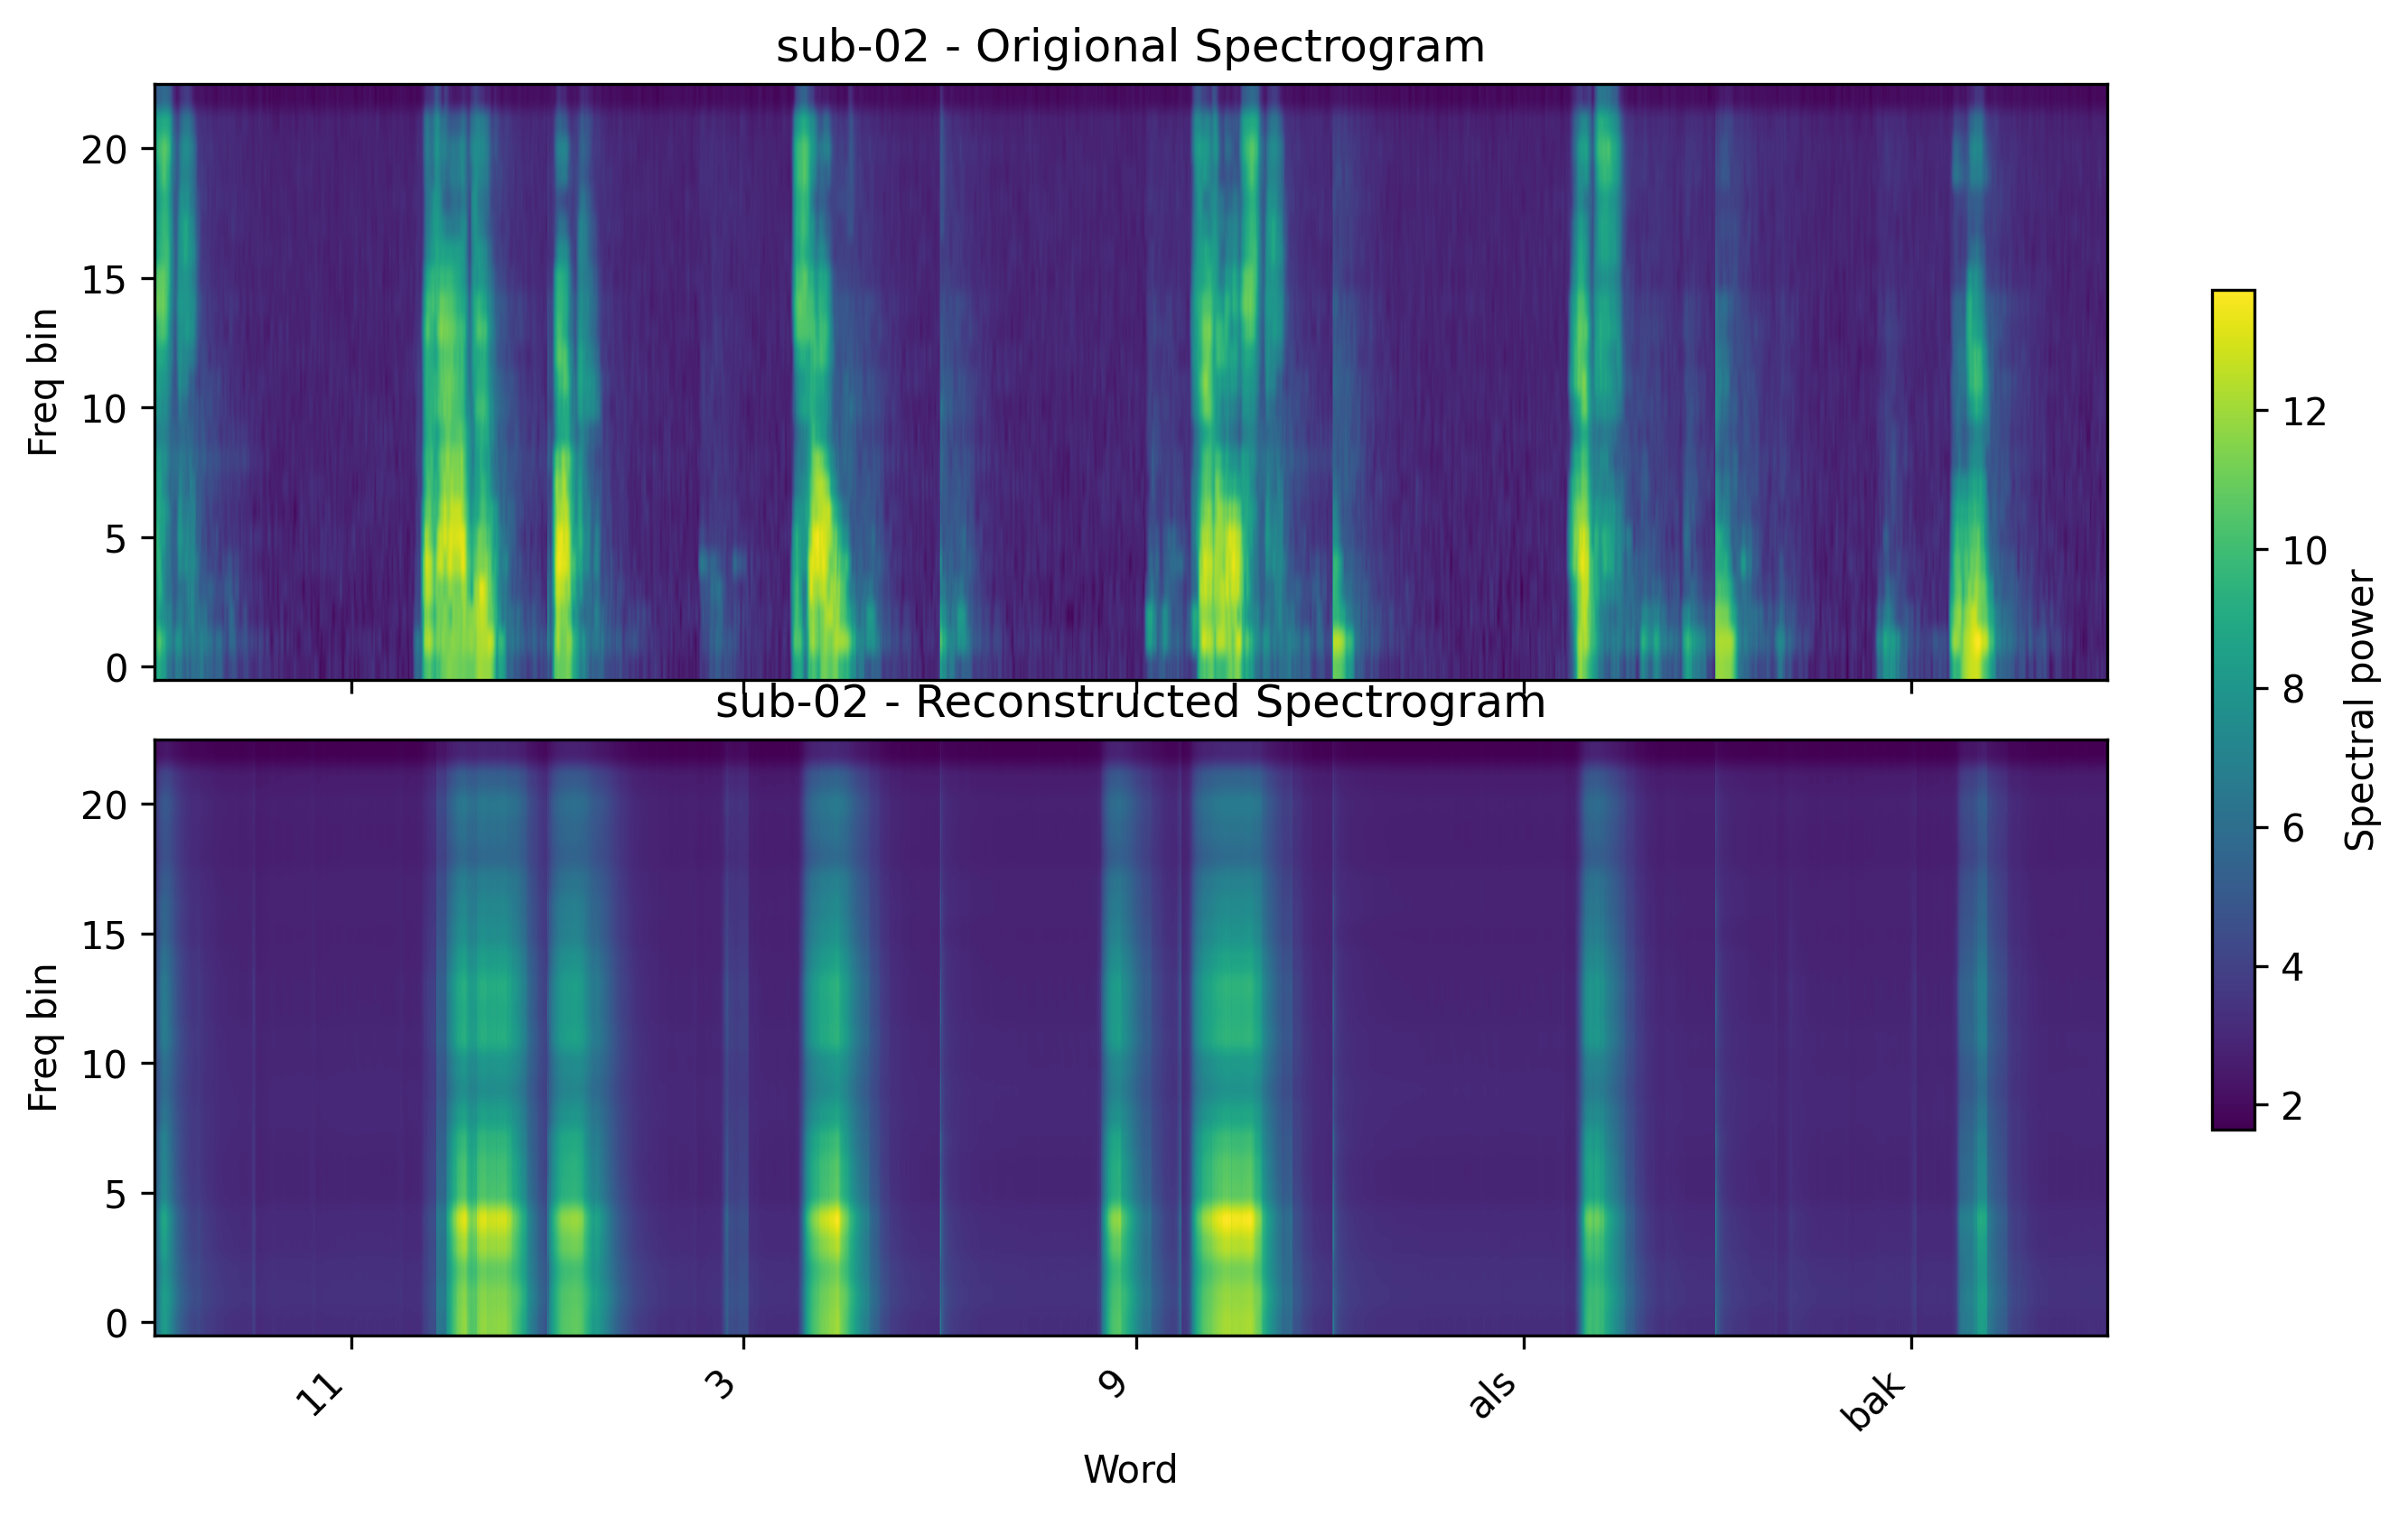 sub-02 - Origional Spectrogram
20
15
10
5
0
Freq bin
sub-02 - Reconstructed Spectrogram
20
15
10
5
0
Freq bin
11
3
9
als
bak
Word
12
10
8
6
4
2
Spectral power